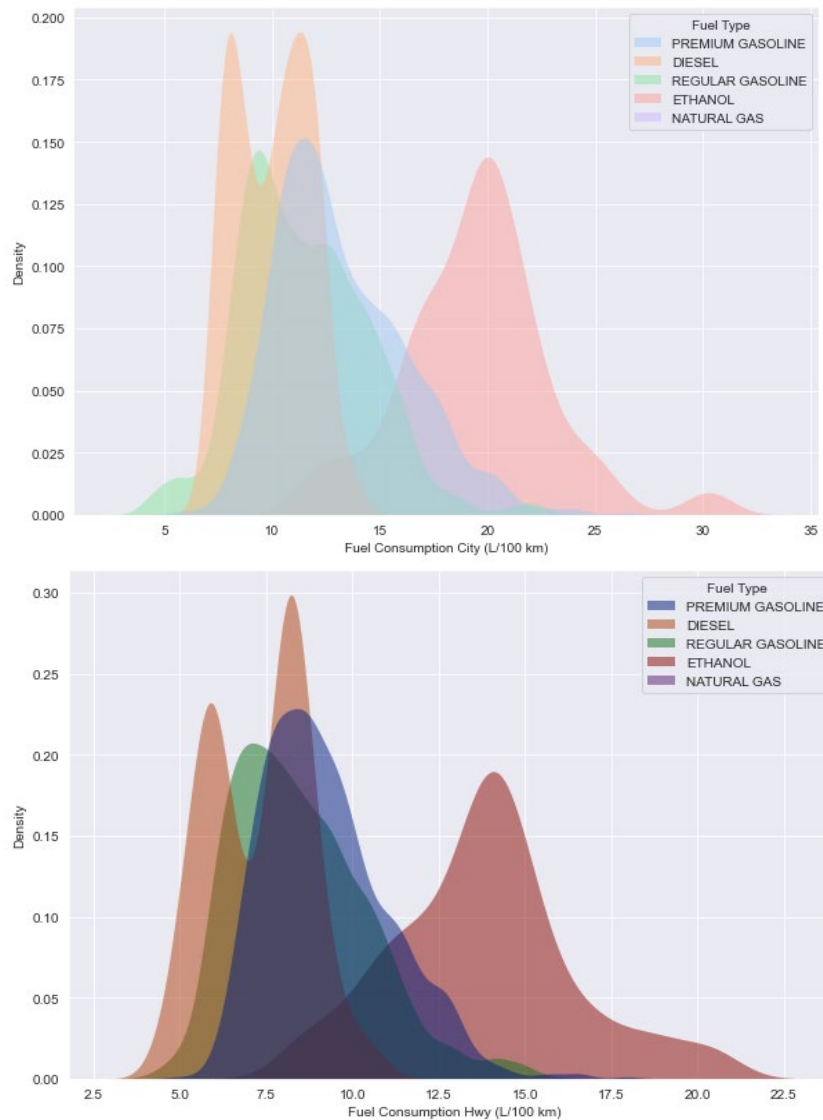 0.200
0.175
0.150
0.125
0.100
0.075
0.050
0.025
0.000
Density
Fuel Type
PREMIUM GASOLINE
DIESEL
REGULAR GASOLINE
ETHANOL
NATURAL GAS
5 10 15 20 25 30 35
Fuel Consumption City (L/100 km)
0.30
0.25
0.20
0.15
0.10
0.05
0.00
Density
Fuel Type
PREMIUM GASOLINE
DIESEL
REGULAR GASOLINE
ETHANOL
NATURAL GAS
2.5 5.0 7.5 10.0 12.5 15.0 17.5 20.0 22.5
Fuel Consumption Hwy (L/100 km)